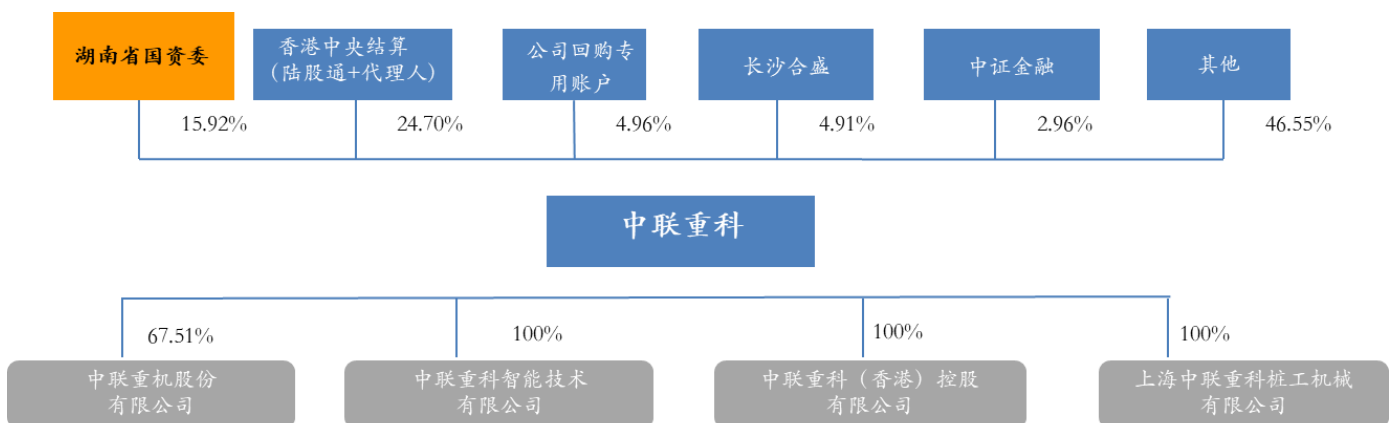 湖南省国资委
香港中央结算
(陆股通+代理人)
公司回购专
用账户
长沙合盛
中证金融
其他
15.92%
24.70%
4.96%
4.91%
2.96%
46.55%
中联重科
67.51%
100%
100%
100%
中联重机股份
有限公司
中联重科智能技术
有限公司
中联重科（香港）控股
有限公司
上海中联重科桩工机械
有限公司